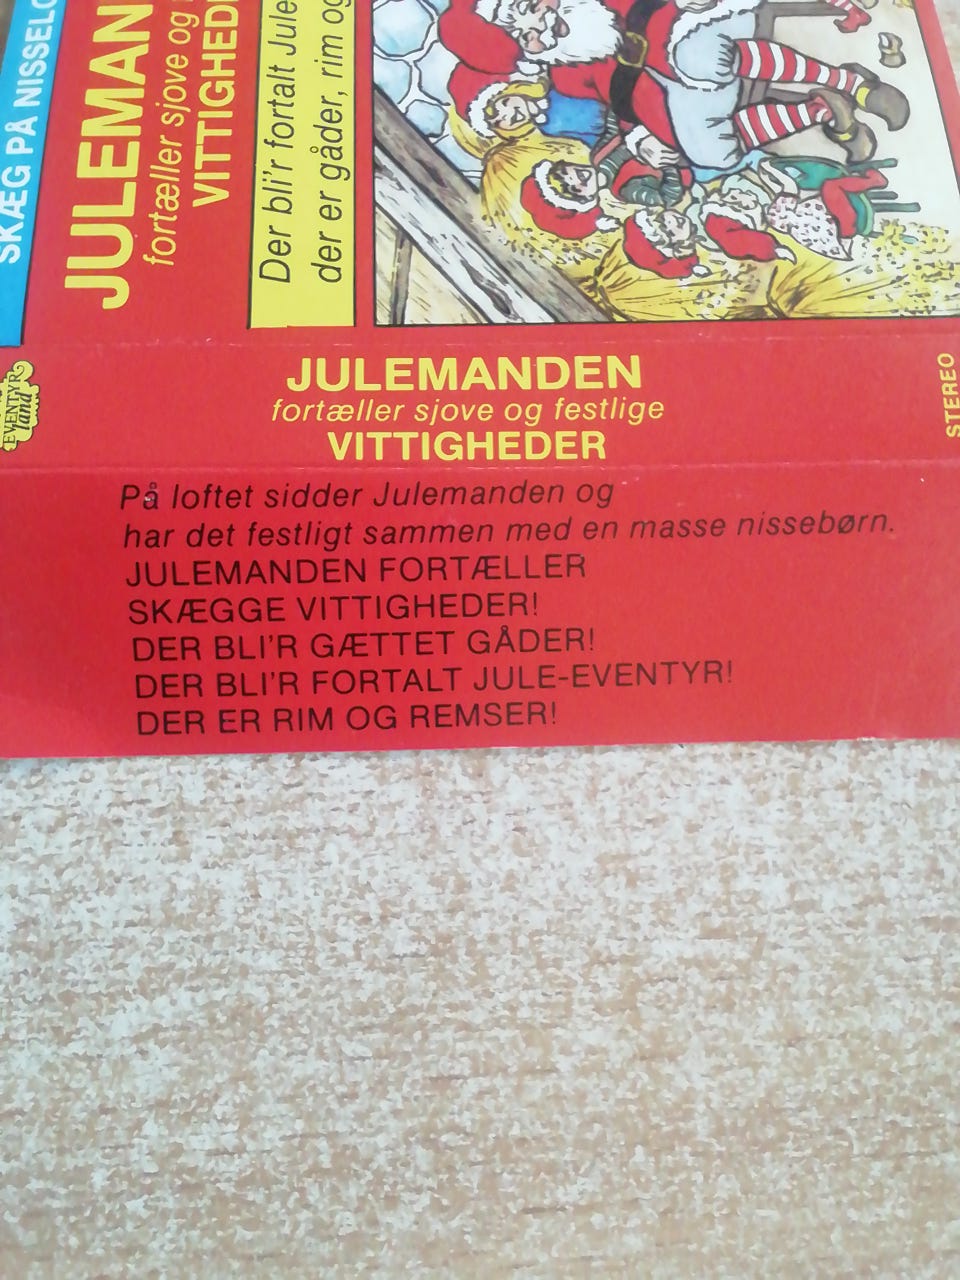 SKÆG PÅ
JULEMAN
fortæller sjove og
VITTIGHED
Der bli'r fortalt Jule
der er gåder, rim og
EVENTYR
land
JULEMANDEN
fortæller sjove og festlige
VITTIGHEDER
STEREO
På loftet sidder Julemanden og
har det festligt sammen med en masse nissebørn.
JULEMANDEN FORTÆLLER
SKÆGGE VITTIGHEDER!
DER BLI'R GÆTTET GÅDER!
DER BLI'R FORTALT JULE-EVENTYR!
DER ER RIM OG REMSER!